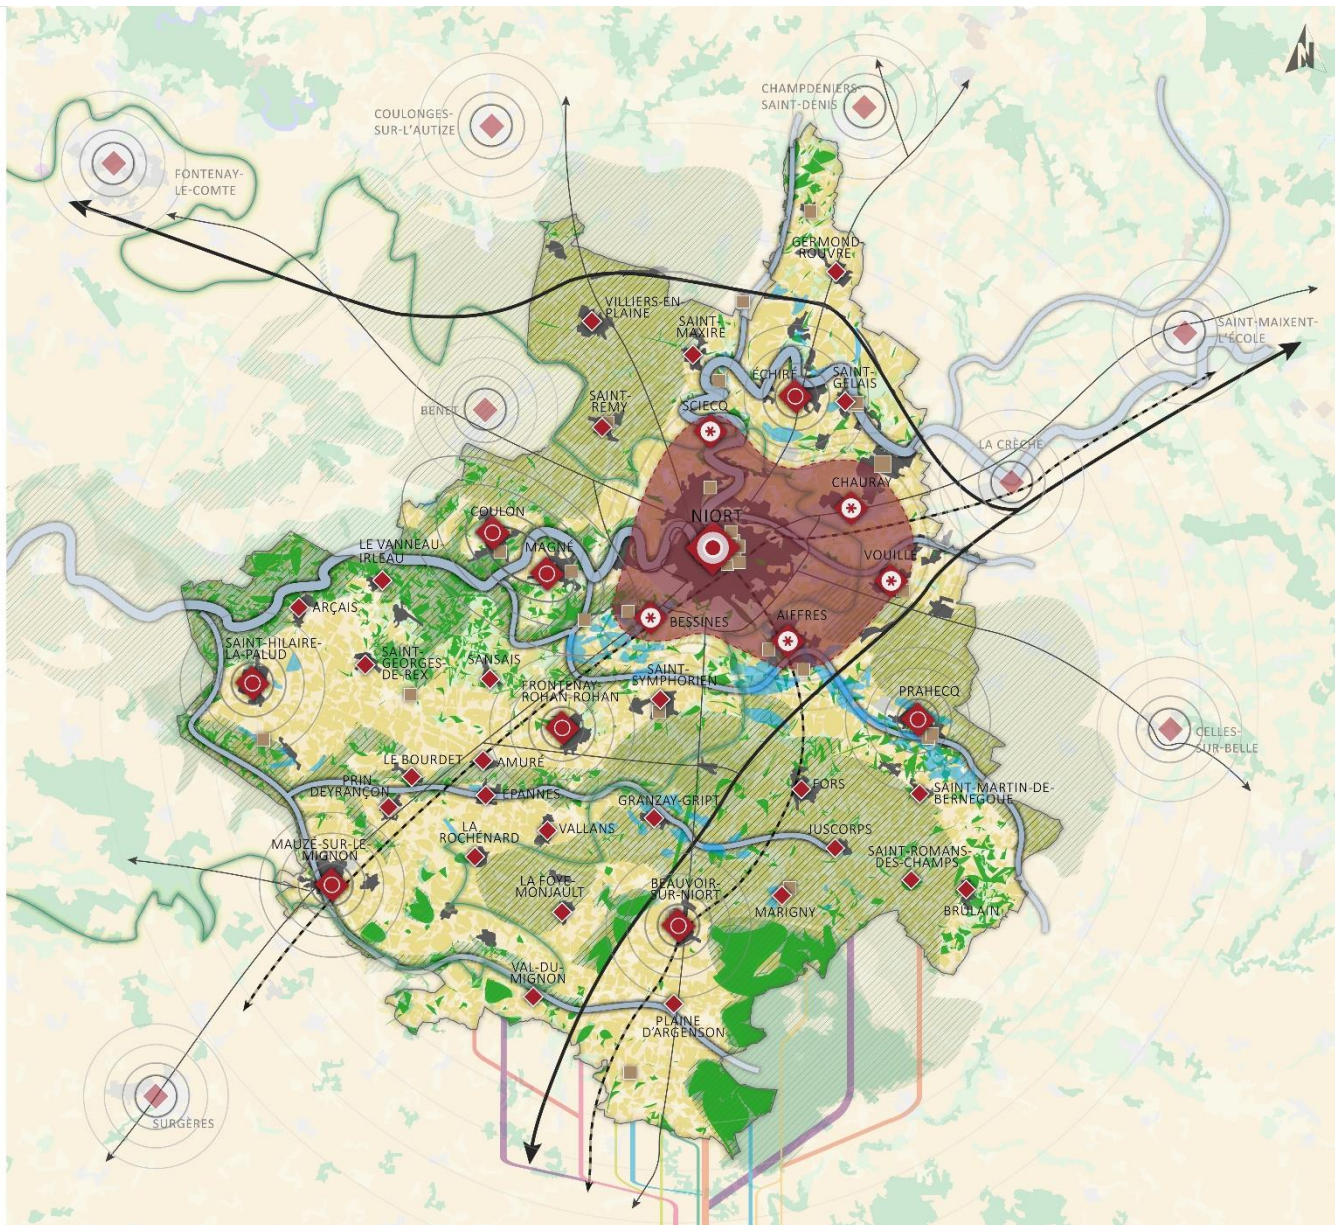 N
CHAMPDENIERS-
SAINT-DENIS
COULONGES-
SUR-L'AUTIZE
FONTENAY-
LE-COMTE
GERMOND-
ROUVRE
VILLIERS-EN
PLAINE
SAINT-
MAXIRE
SAINT-MAIXENT-
L'ÉCOLE
ÉCHIRÉ
SAINT-
GELAIS
BENET
SAINT-
RÉMY
SCIECQ
LA CRÈCHE
CHAURAY
COULON
NIORT
LE VANNEAU-
IRLEAU
MAGNÉ
VOUILLÉ
ARÇAIS
BESSINES
AIFFRES
SAINT-HILAIRE-
LA-PALUD
SAINT-
GEORGES-
DE-REX
SANSAIS
SAINT-
SYMPHORIEN
FRONTENAY-
ROHAN-ROHAN
PRAHECQ
CELLES-
SUR-BELLE
LE BOURDET
AMURÉ
PRIN-
DEYRANÇON
ÉPANNES
FORS
SAINT-MARTIN-DE-
BERNEGOUE
GRANZAY-GRIPT
LA
ROCHÉNARD
VALLANS
JUSCORPS
MAUZÉ-SUR-LE-
MIGNON
SAINT-ROMANS-
DES-CHAMPS
LA FOYE-
MONJAULT
BEAUVOIR-
SUR-NIORT
MARIGNY
BRÛLAIN
VAL-DU-
MIGNON
PLAINE
D'ARGENSON
SURGÈRES